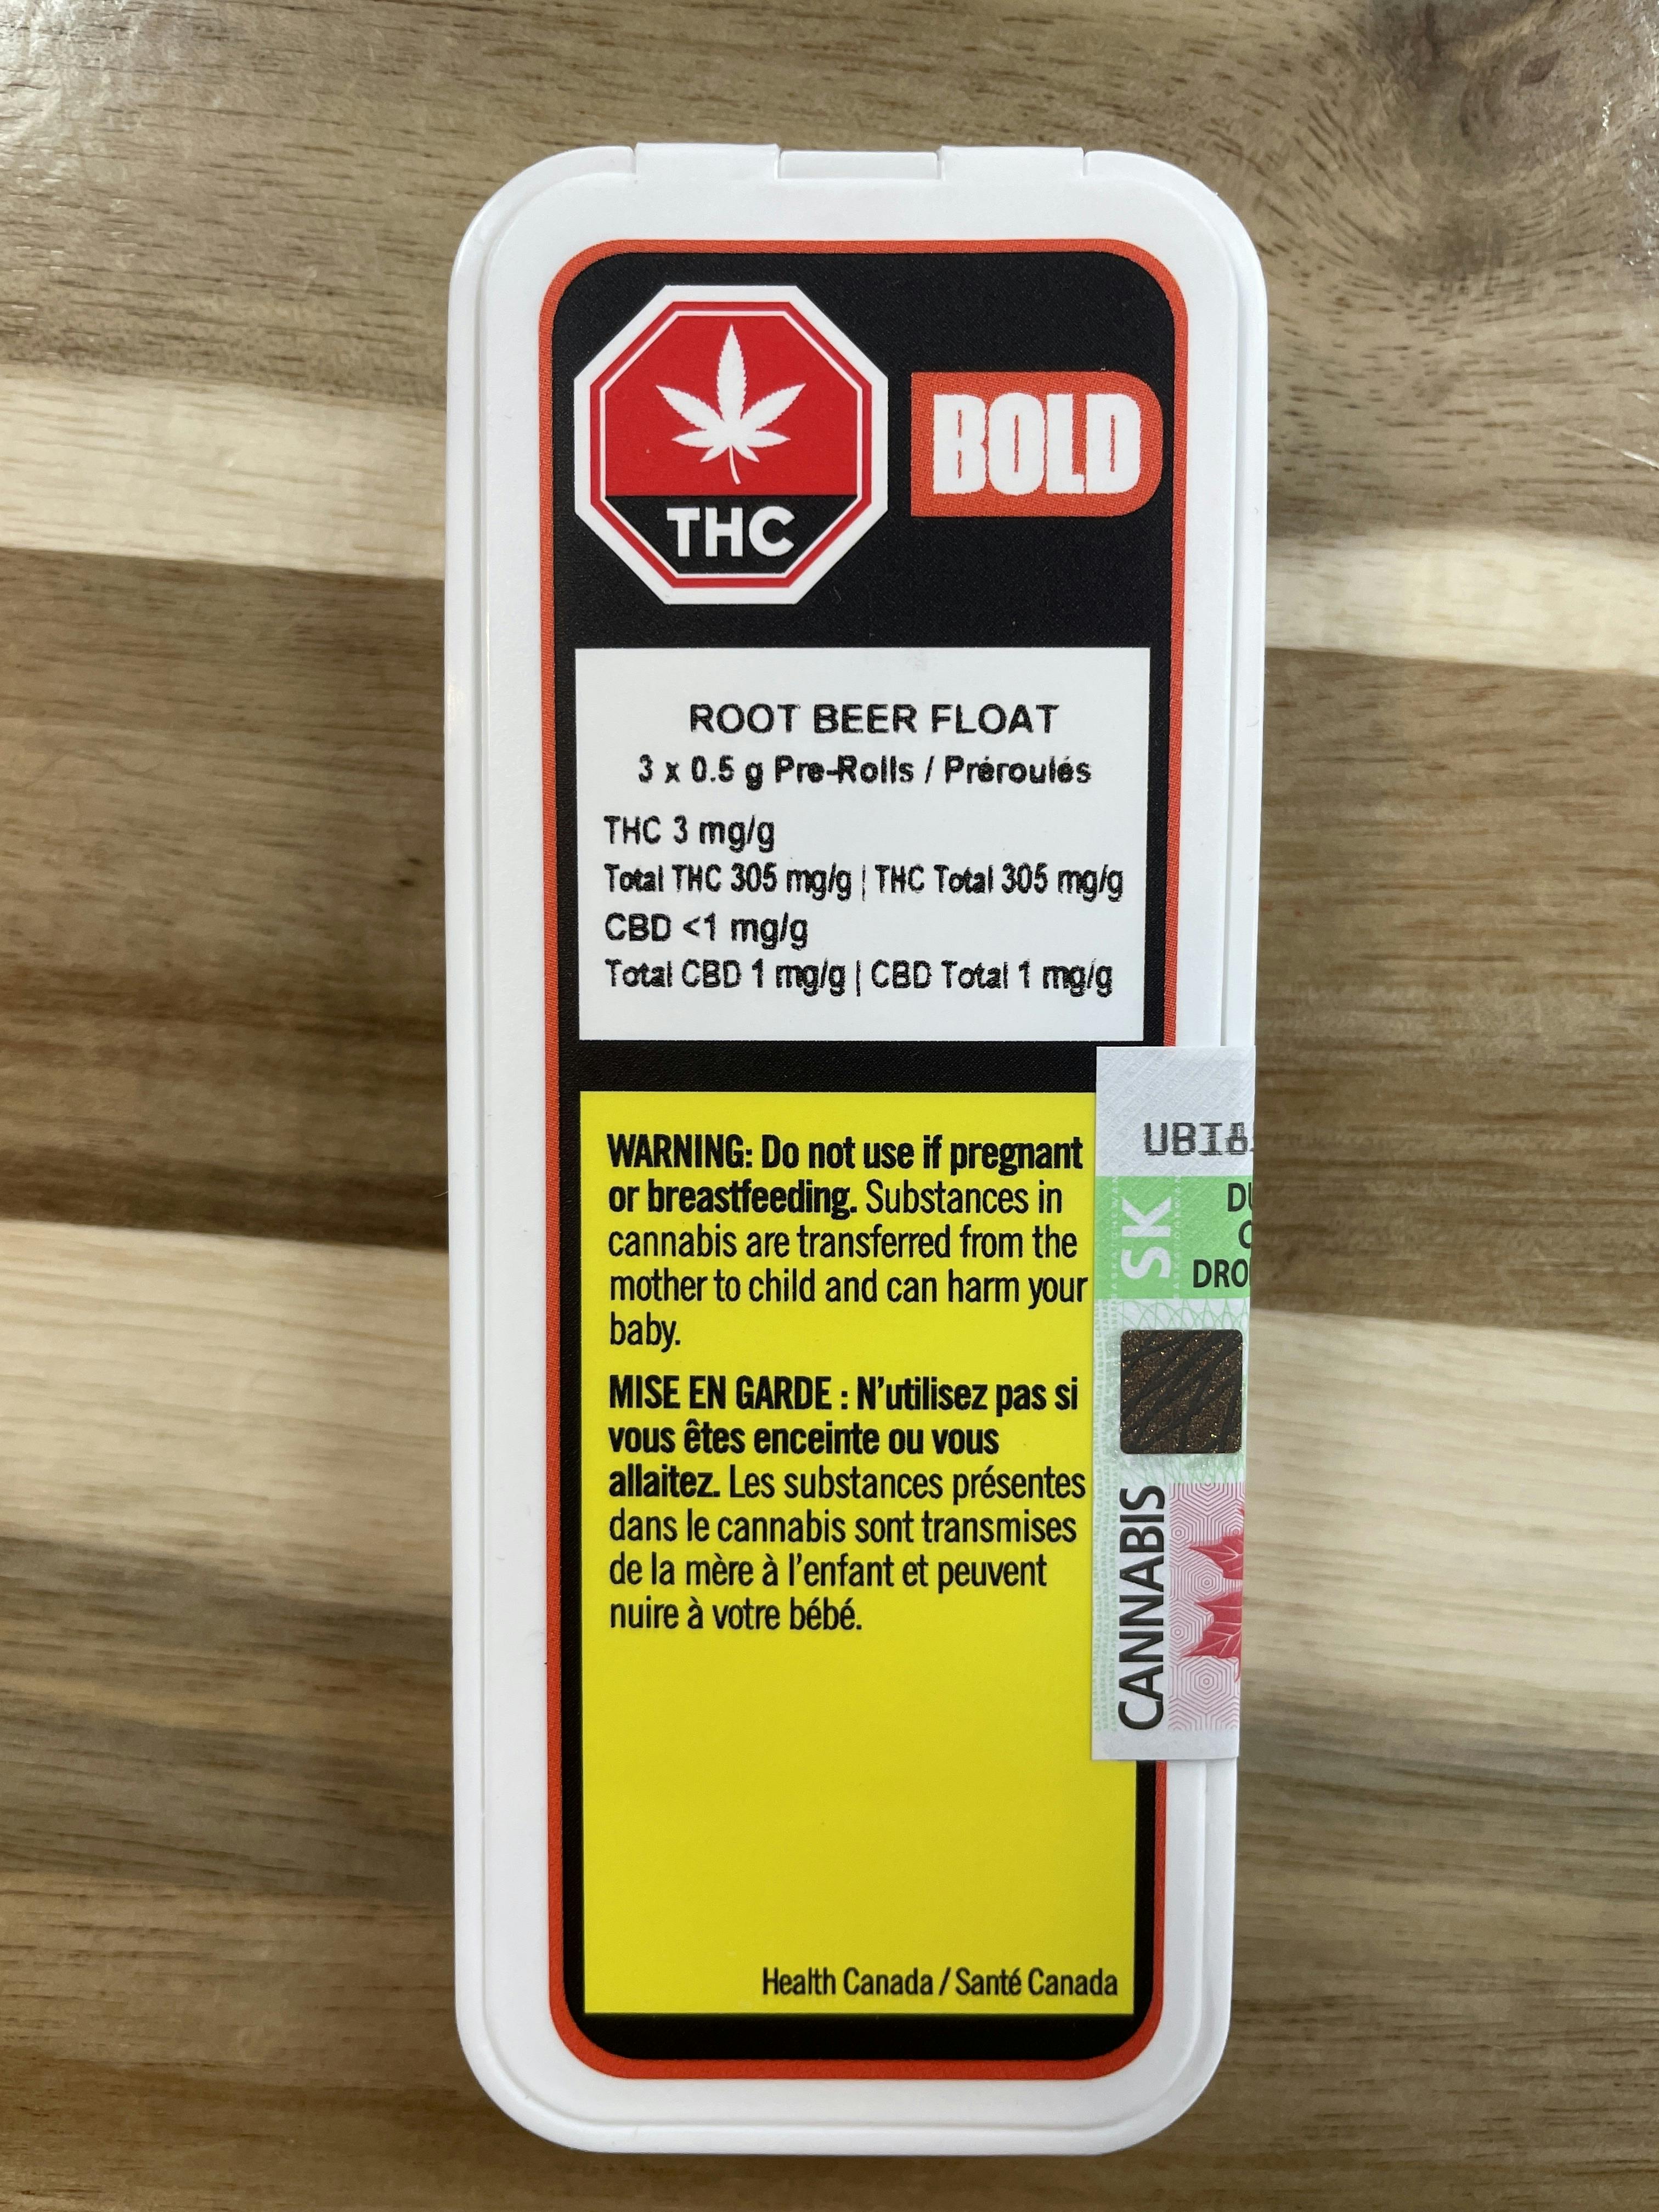 THC
BOLD
ROOT BEER FLOAT
3 x 0.5 g Pre-Rolls / Préroulés
THC 3 mg/g
Total THC 305 mg/g | THC Total 305 mg/g
CBD <1 mg/g
Total CBD 1 mg/g | CBD Total 1 mg/g
WARNING: Do not use if pregnant
or breastfeeding. Substances in
cannabis are transferred from the
mother to child and can harm your
baby.
MISE EN GARDE : N'utilisez pas si
vous êtes enceinte ou vous
allaitez. Les substances présentes
dans le cannabis sont transmises
de la mère à l'enfant et peuvent
nuire à votre bébé.
Health Canada / Santé Canada
SK
CANNABIS